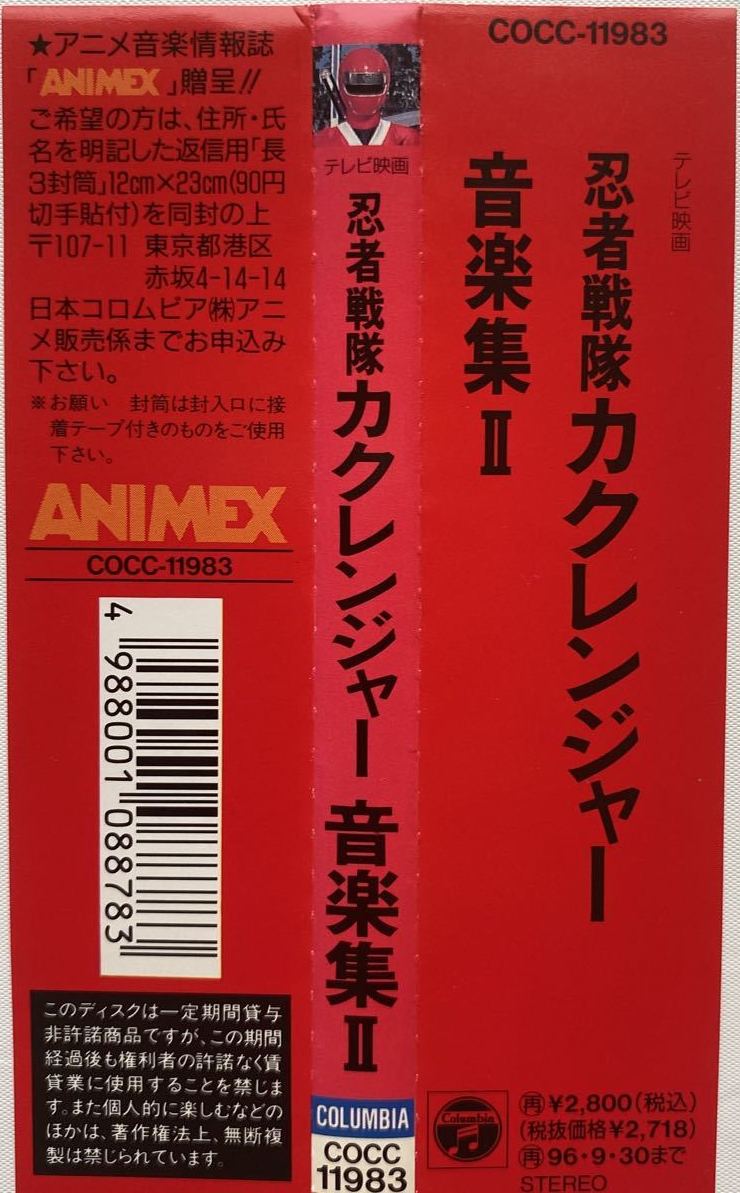 ★アニメ音楽情報誌
「ANIMEX」贈呈!!
ご希望の方は、住所・氏
名を明記した返信用「長
3封筒」12cm×23cm(90円
切手貼付)を同封の上
〒107-11 東京都港区
赤坂4-14-14
日本コロムビア㈱アニ
メ販売係までお申込み
下さい。
※お願い 封筒は封入口に接
着テープ付きのものをご使用
下さい。
ANIMEX
COCC-11983
4 988001 088783
このディスクは一定期間貸与
非許諾商品ですが、この期間
経過後も権利者の許諾なく賃
貸業に使用することを禁じま
す。また個人的に楽しむなどの
ほかは、著作権法上、無断複
製は禁じられています。
テレビ映画
忍者戦隊カクレンジャー 音楽集Ⅱ
COLUMBIA
COCC
11983
COCC-11983
テレビ映画
忍者戦隊カクレンジャー
音楽集Ⅱ
Columbia
再¥2,800(税込)
(税抜価格¥2,718)
再96・9・30まで
STEREO